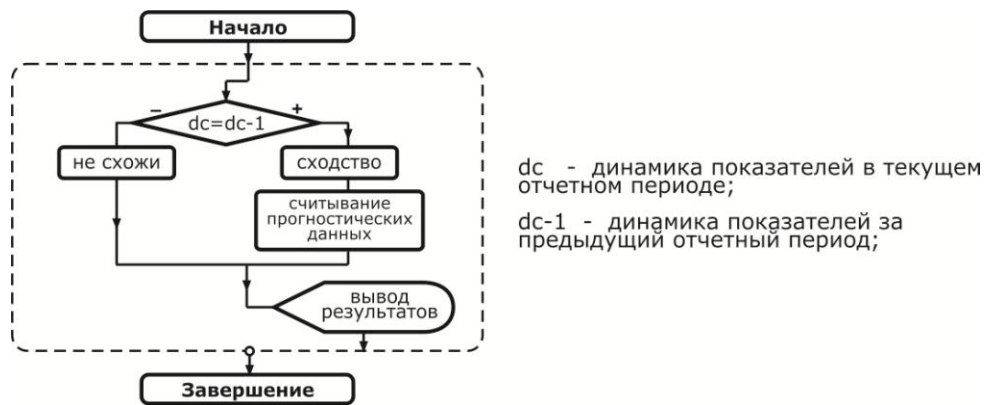 Начало
–
+
dc=dc-1
не схожи
сходство
считывание
прогностических
данных
вывод
результатов
Завершение
dc - динамика показателей в текущем
отчетном периоде;
dc-1 - динамика показателей за
предыдущий отчетный период;